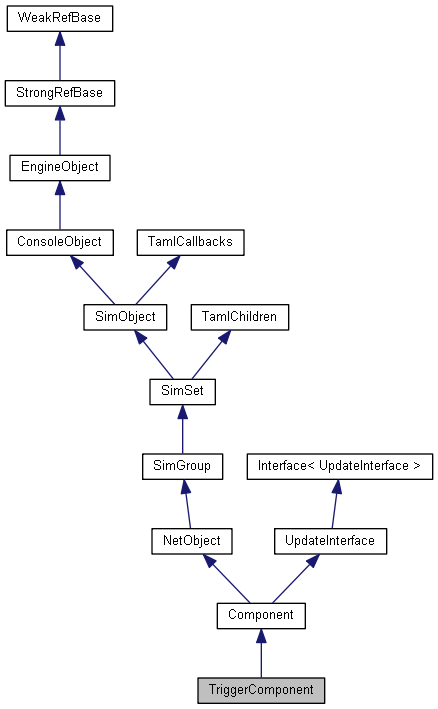 WeakRefBase
StrongRefBase
EngineObject
ConsoleObject
TamlCallbacks
SimObject
TamlChildren
SimSet
SimGroup
Interface< UpdateInterface >
NetObject
UpdateInterface
Component
TriggerComponent